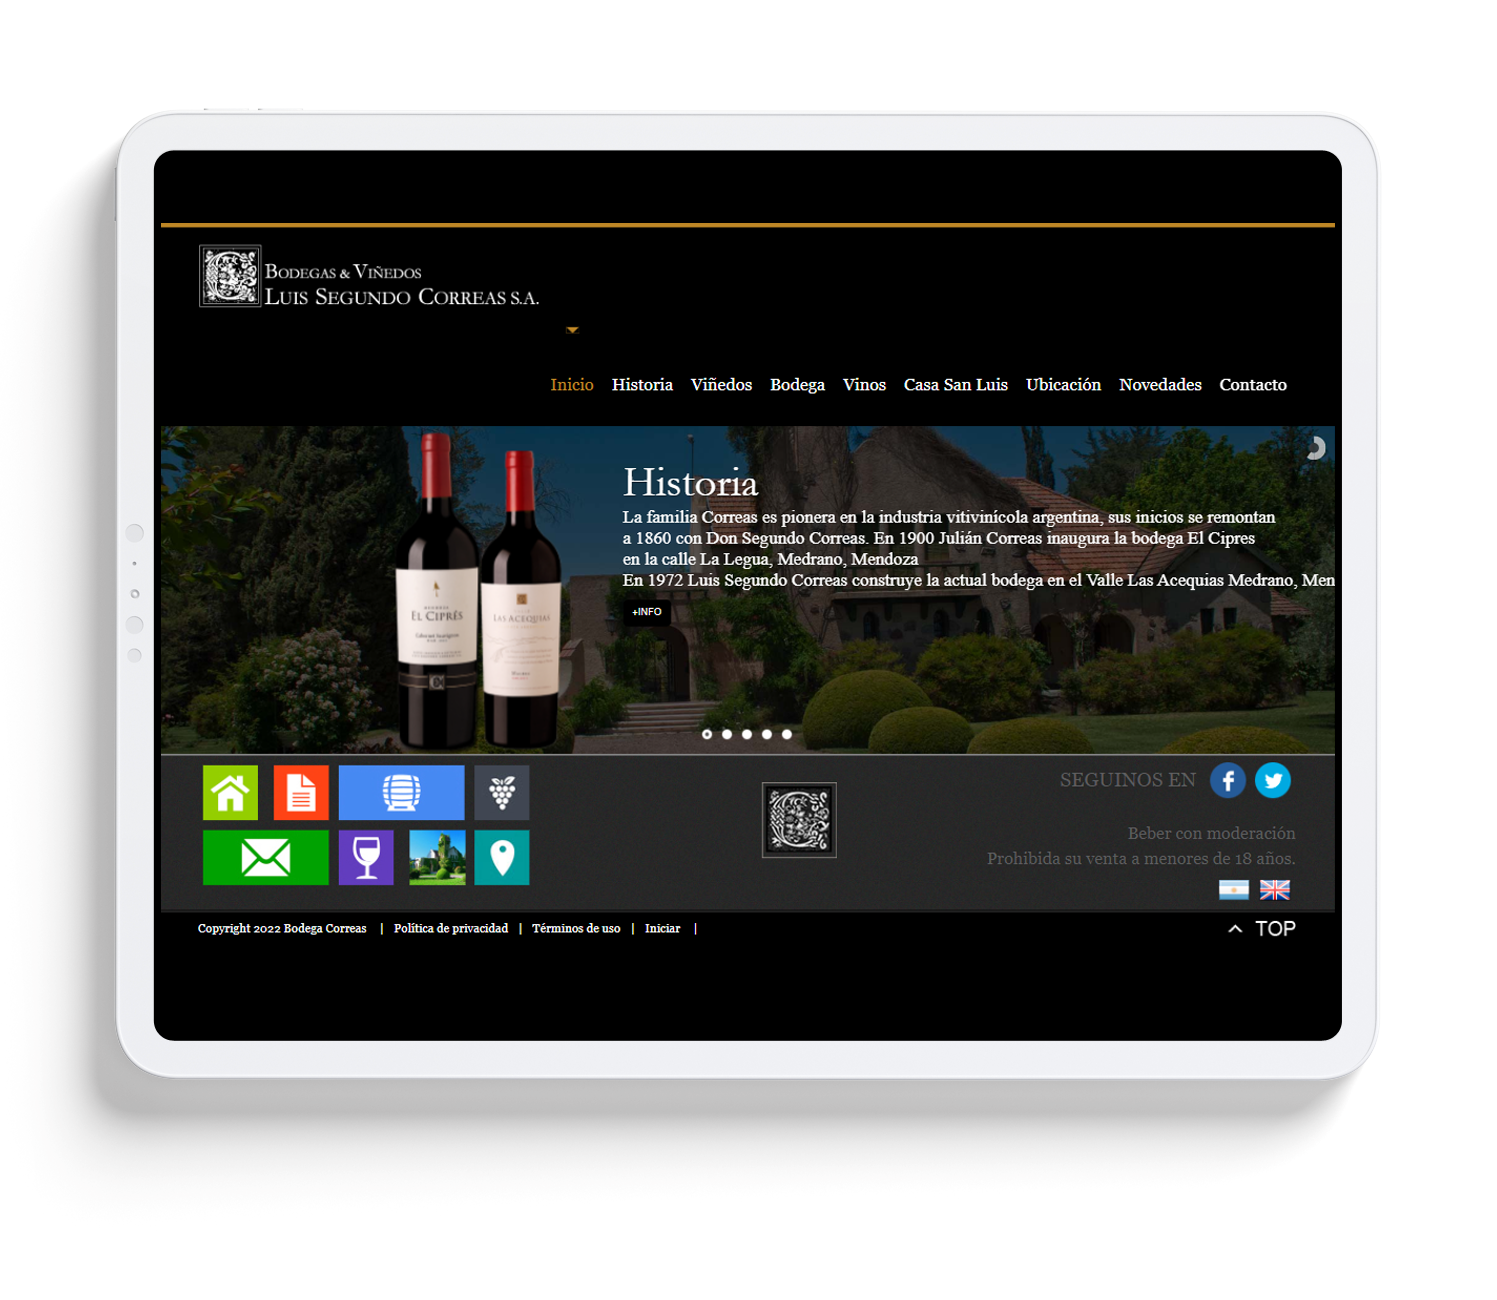 BODEGAS & VIÑEDOS
LUIS SEGUNDO CORREAS S.A.
Inicio Historia Viñedos Bodega Vinos Casa San Luis Ubicación Novedades Contacto
Historia
La familia Correas es pionera en la industria vitivinícola argentina, sus inicios se remontan
a 1860 con Don Segundo Correas. En 1900 Julián Correas inaugura la bodega El Cipres
en la calle La Legua, Medrano, Mendoza
En 1972 Luis Segundo Correas construye la actual bodega en el Valle Las Acequias Medrano, Men
+INFO
EL CIPRÉS
Cabernet Sauvignon
LAS ACEQUIAS
MALBEC
SEGUINOS EN
Beber con moderación
Prohibida su venta a menores de 18 años.
Copyright 2022 Bodega Correas | Política de privacidad | Términos de uso | Iniciar |
TOP